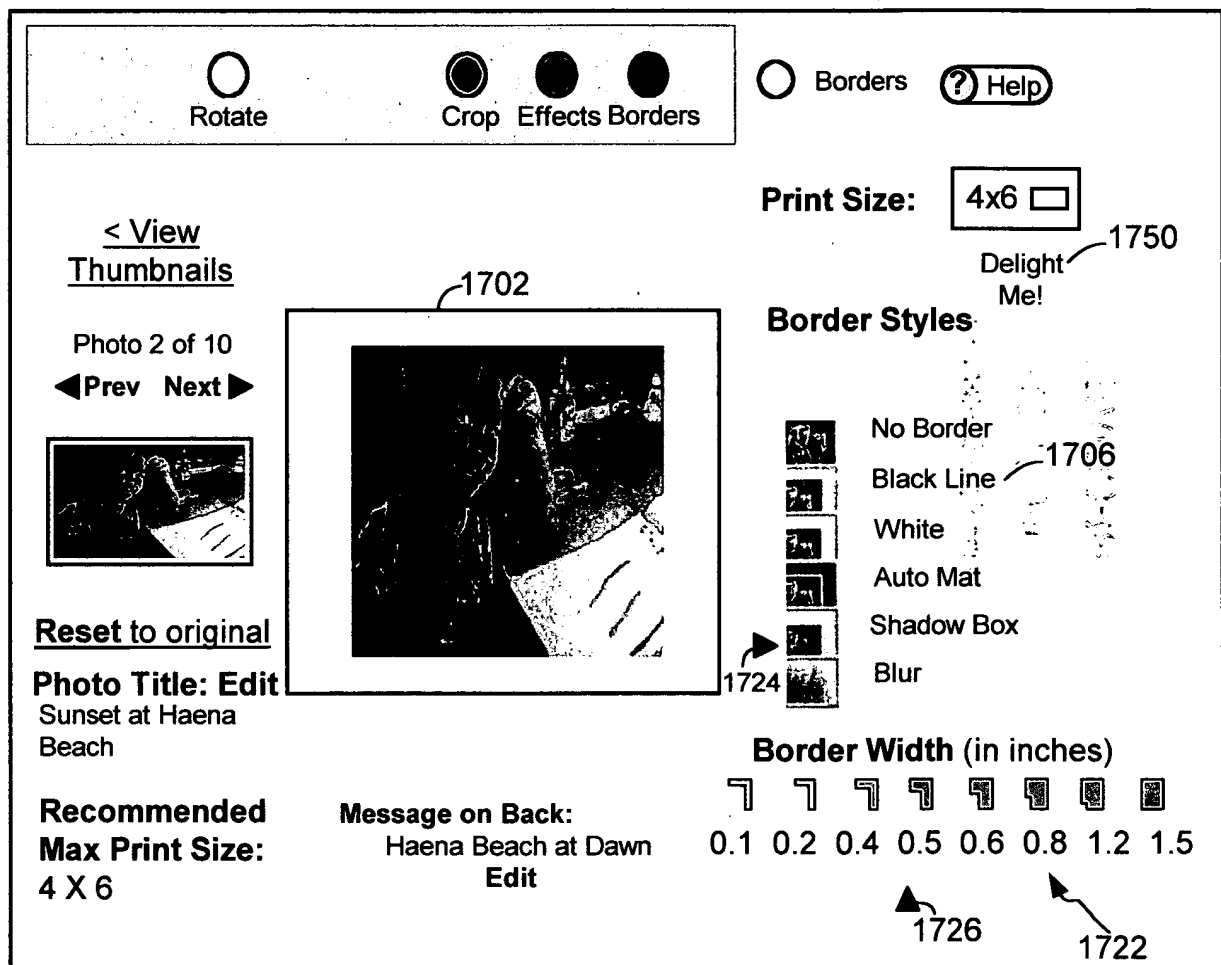 Rotate
Crop Effects Borders
Borders
? Help
Print Size:
4x6
1750
Delight
Me!
< View
Thumbnails
1702
Border Styles
Photo 2 of 10
Prev Next
No Border
1706
Black Line
White
Auto Mat
Shadow Box
1724
Blur
Reset to original
Photo Title: Edit
Sunset at Haena
Beach
Border Width (in inches)
Recommended
Max Print Size:
4 X 6
Message on Back:
Haena Beach at Dawn
Edit
0.1 0.2 0.4 0.5 0.6 0.8 1.2 1.5
1726
1722